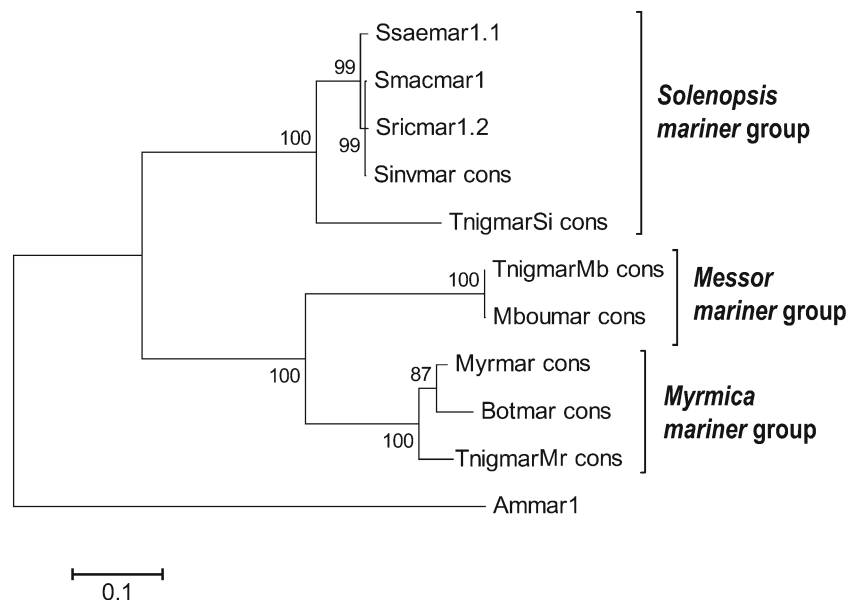 Ssaemar1.1
99
Smacmar1
Solenopsis
mariner group
Sricmar1.2
100
99
Sinvmar cons
TnigmarSi cons
TnigmarMb cons
100
Messor
mariner group
Mboumar cons
Myrmar cons
87
100
Myrmica
mariner group
Botmar cons
100
TnigmarMr cons
Ammar1
0.1